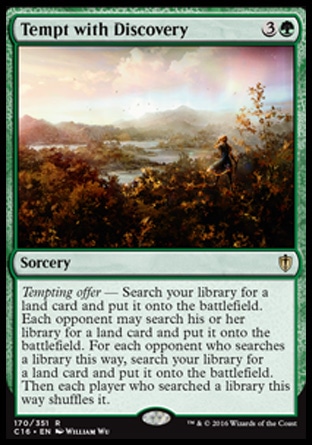 Tempt with Discovery 3
Sorcery
Tempting offer — Search your library for a
land card and put it onto the battlefield.
Each opponent may search his or her
library for a land card and put it onto the
battlefield. For each opponent who searches
a library this way, search your library for
a land card and put it onto the battlefield.
Then each player who searched a library this
way shuffles it.
170/351 R
C16 • EN William Wu
™ & © 2016 Wizards of the Coast